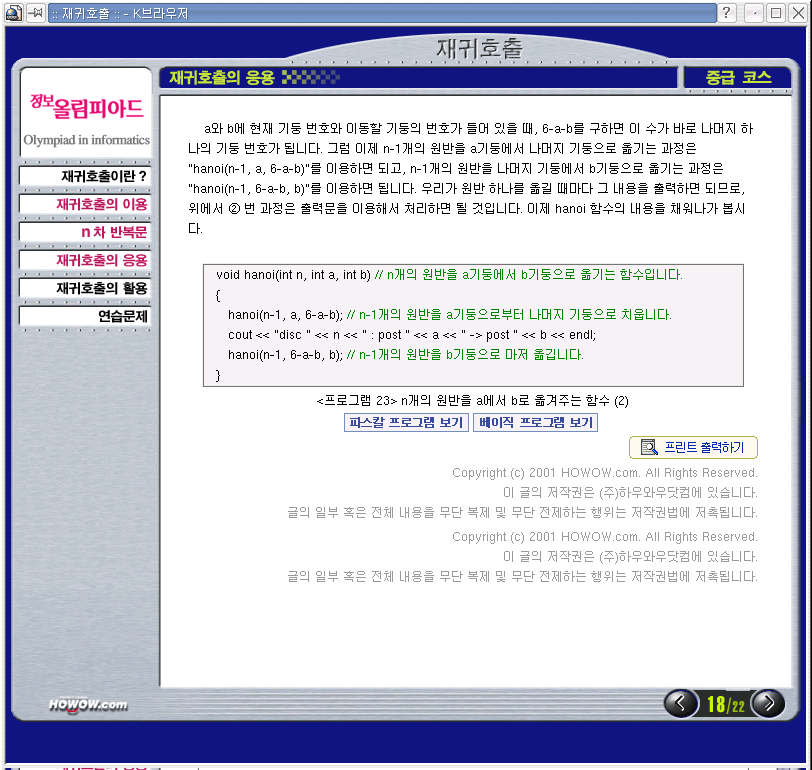 :: 재귀호출 :: - K브라우저
재귀호출
정보올림피아드
Olympiad in informatics
재귀호출이란 ?
재귀호출의 이용
n 차 반복문
재귀호출의 응용
재귀호출의 활용
연습문제
재귀호출의 응용
중급 코스
a와 b에 현재 기둥 번호와 이동할 기둥의 번호가 들어 있을 때, 6-a-b를 구하면 이 수가 바로 나머지 하
나의 기둥 번호가 됩니다. 그럼 이제 n-1개의 원반을 a기둥에서 나머지 기둥으로 옮기는 과정은
"hanoi(n-1, a, 6-a-b)"를 이용하면 되고, n-1개의 원반을 나머지 기둥에서 b기둥으로 옮기는 과정은
"hanoi(n-1, 6-a-b, b)"를 이용하면 됩니다. 우리가 원반 하나를 옮길 때마다 그 내용을 출력하면 되므로,
위에서 ② 번 과정은 출력문을 이용해서 처리하면 될 것입니다. 이제 hanoi 함수의 내용을 채워나가 봅시
다.
void hanoi(int n, int a, int b) // n개의 원반을 a기둥에서 b기둥으로 옮기는 함수입니다.
{
hanoi(n-1, a, 6-a-b); // n-1개의 원반을 a기둥으로부터 나머지 기둥으로 치웁니다.
cout << "disc " << n << " : post " << a << " -> post " << b << endl;
hanoi(n-1, 6-a-b, b); // n-1개의 원반을 b기둥으로 마저 옮깁니다.
}
<프로그램 23> n개의 원반을 a에서 b로 옮겨주는 함수 (2)
파스칼 프로그램 보기 베이직 프로그램 보기
프린트 출력하기
Copyright (c) 2001 HOWOW.com. All Rights Reserved.
이 글의 저작권은 (주)하우와우닷컴에 있습니다.
글의 일부 혹은 전체 내용을 무단 복제 및 무단 전제하는 행위는 저작권법에 저촉됩니다.
Copyright (c) 2001 HOWOW.com. All Rights Reserved.
이 글의 저작권은 (주)하우와우닷컴에 있습니다.
글의 일부 혹은 전체 내용을 무단 복제 및 무단 전제하는 행위는 저작권법에 저촉됩니다.
HOWOW.com
18/22